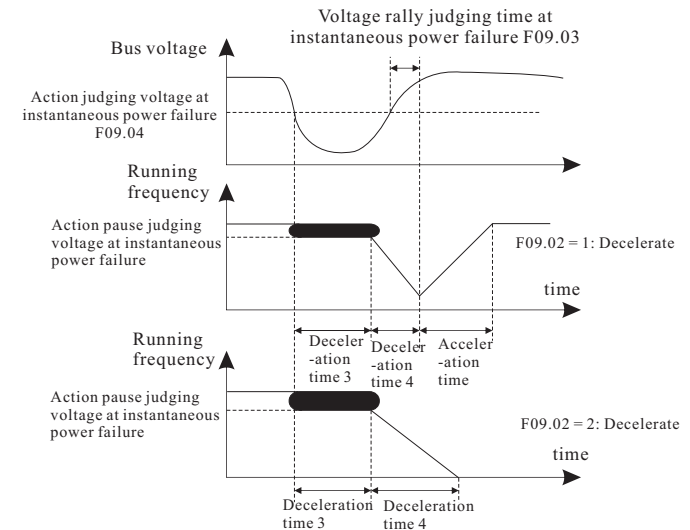 Voltage rally judging time at
instantaneous power failure F09.03
Bus voltage
Action judging voltage at
instantaneous power failure
F09.04
Running
frequency
Action pause judging
voltage at instantaneous
power failure
F09.02 = 1: Decelerate
time
Deceler
-ation
time 3
Deceler
-ation
time 4
Acceler
-ation
time
Running
frequency
Action pause judging
voltage at instantaneous
power failure
F09.02 = 2: Decelerate
time
Deceleration
time 3
Deceleration
time 4